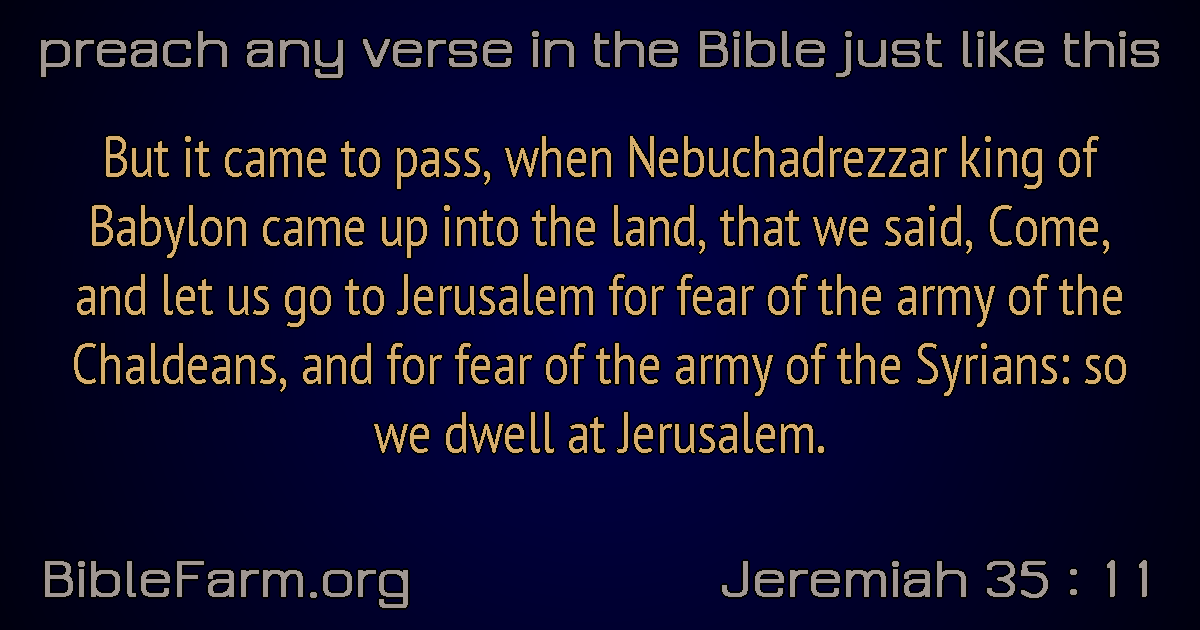 preach any verse in the Bible just like this
But it came to pass, when Nebuchadrezzar king of
Babylon came up into the land, that we said, Come,
and let us go to Jerusalem for fear of the army of the
Chaldeans, and for fear of the army of the Syrians: so
we dwell at Jerusalem.
BibleFarm.org
Jeremiah 35 : 11